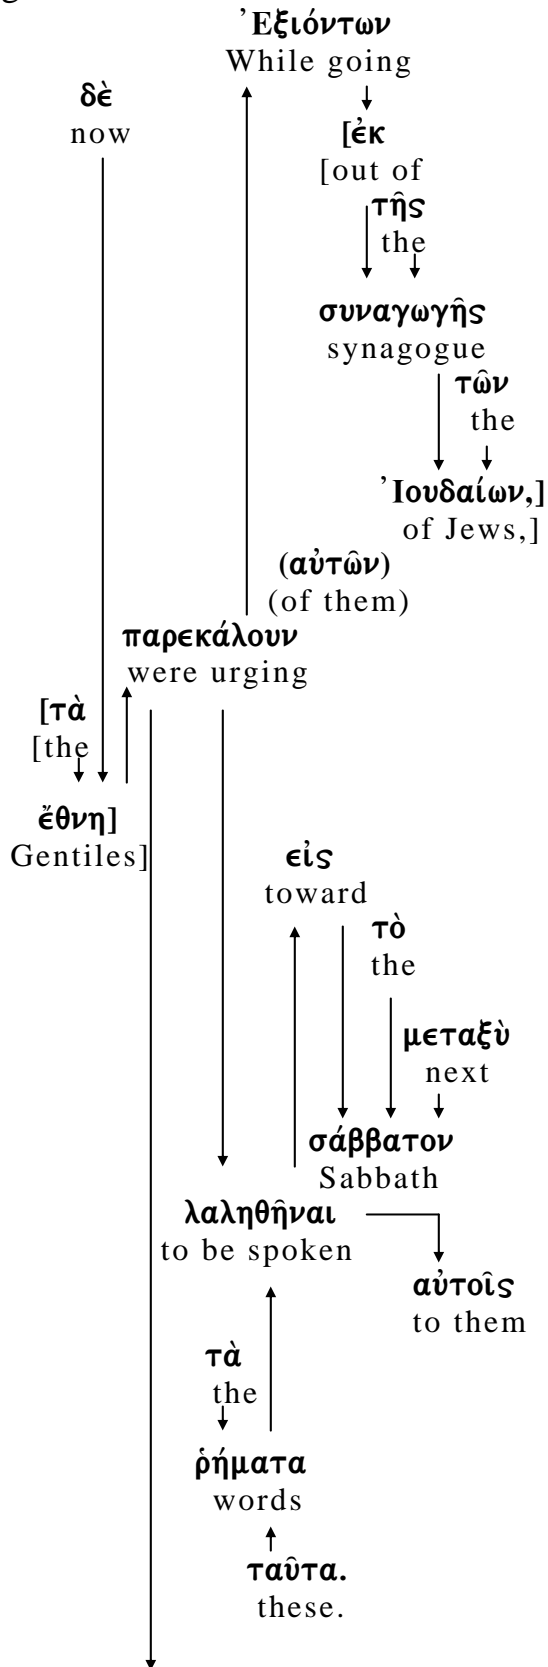 Ἐξιόντων
While going
δὲ
now
[ἐκ
[out of
τῆς
the
συναγωγῆς
synagogue
τῶν
the
Ἰουδαίων,]
of Jews,]
(αὐτῶν)
(of them)
παρεκάλουν
were urging
[τὰ
[the
ἔθνη]
Gentiles]
εἰς
toward
τὸ
the
μεταξὺ
next
σάββατον
Sabbath
λαληθῆναι
to be spoken
αὐτοῖς
to them
τὰ
the
ῥήματα
words
ταῦτα.
these.